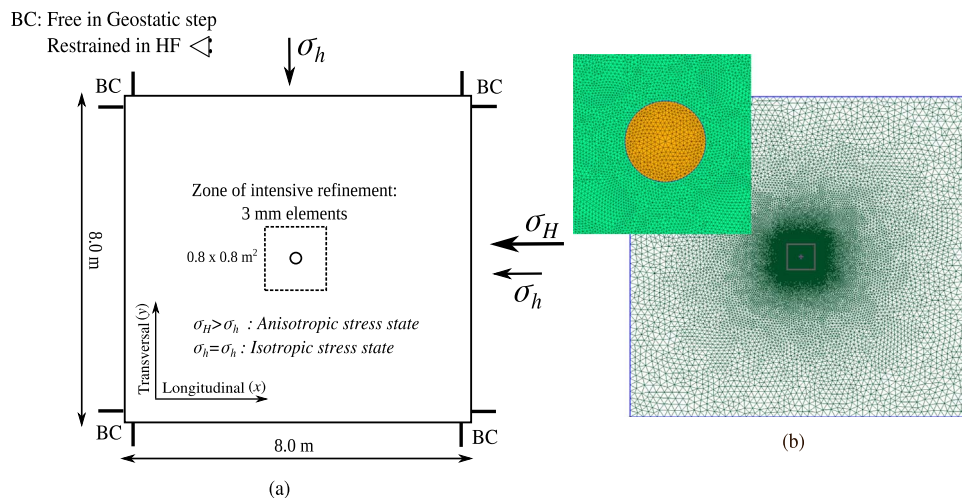 BC: Free in Geostatic step
Restrained in HF
σh
BC
BC
Zone of intensive refinement:
3 mm elements
0.8 x 0.8 m²
8.0 m
σH
σh
σH>σh : Anisotropic stress state
σh=σh : Isotropic stress state
Transversal (y)
Longitudinal (x)
BC
BC
8.0 m
(a)
(b)